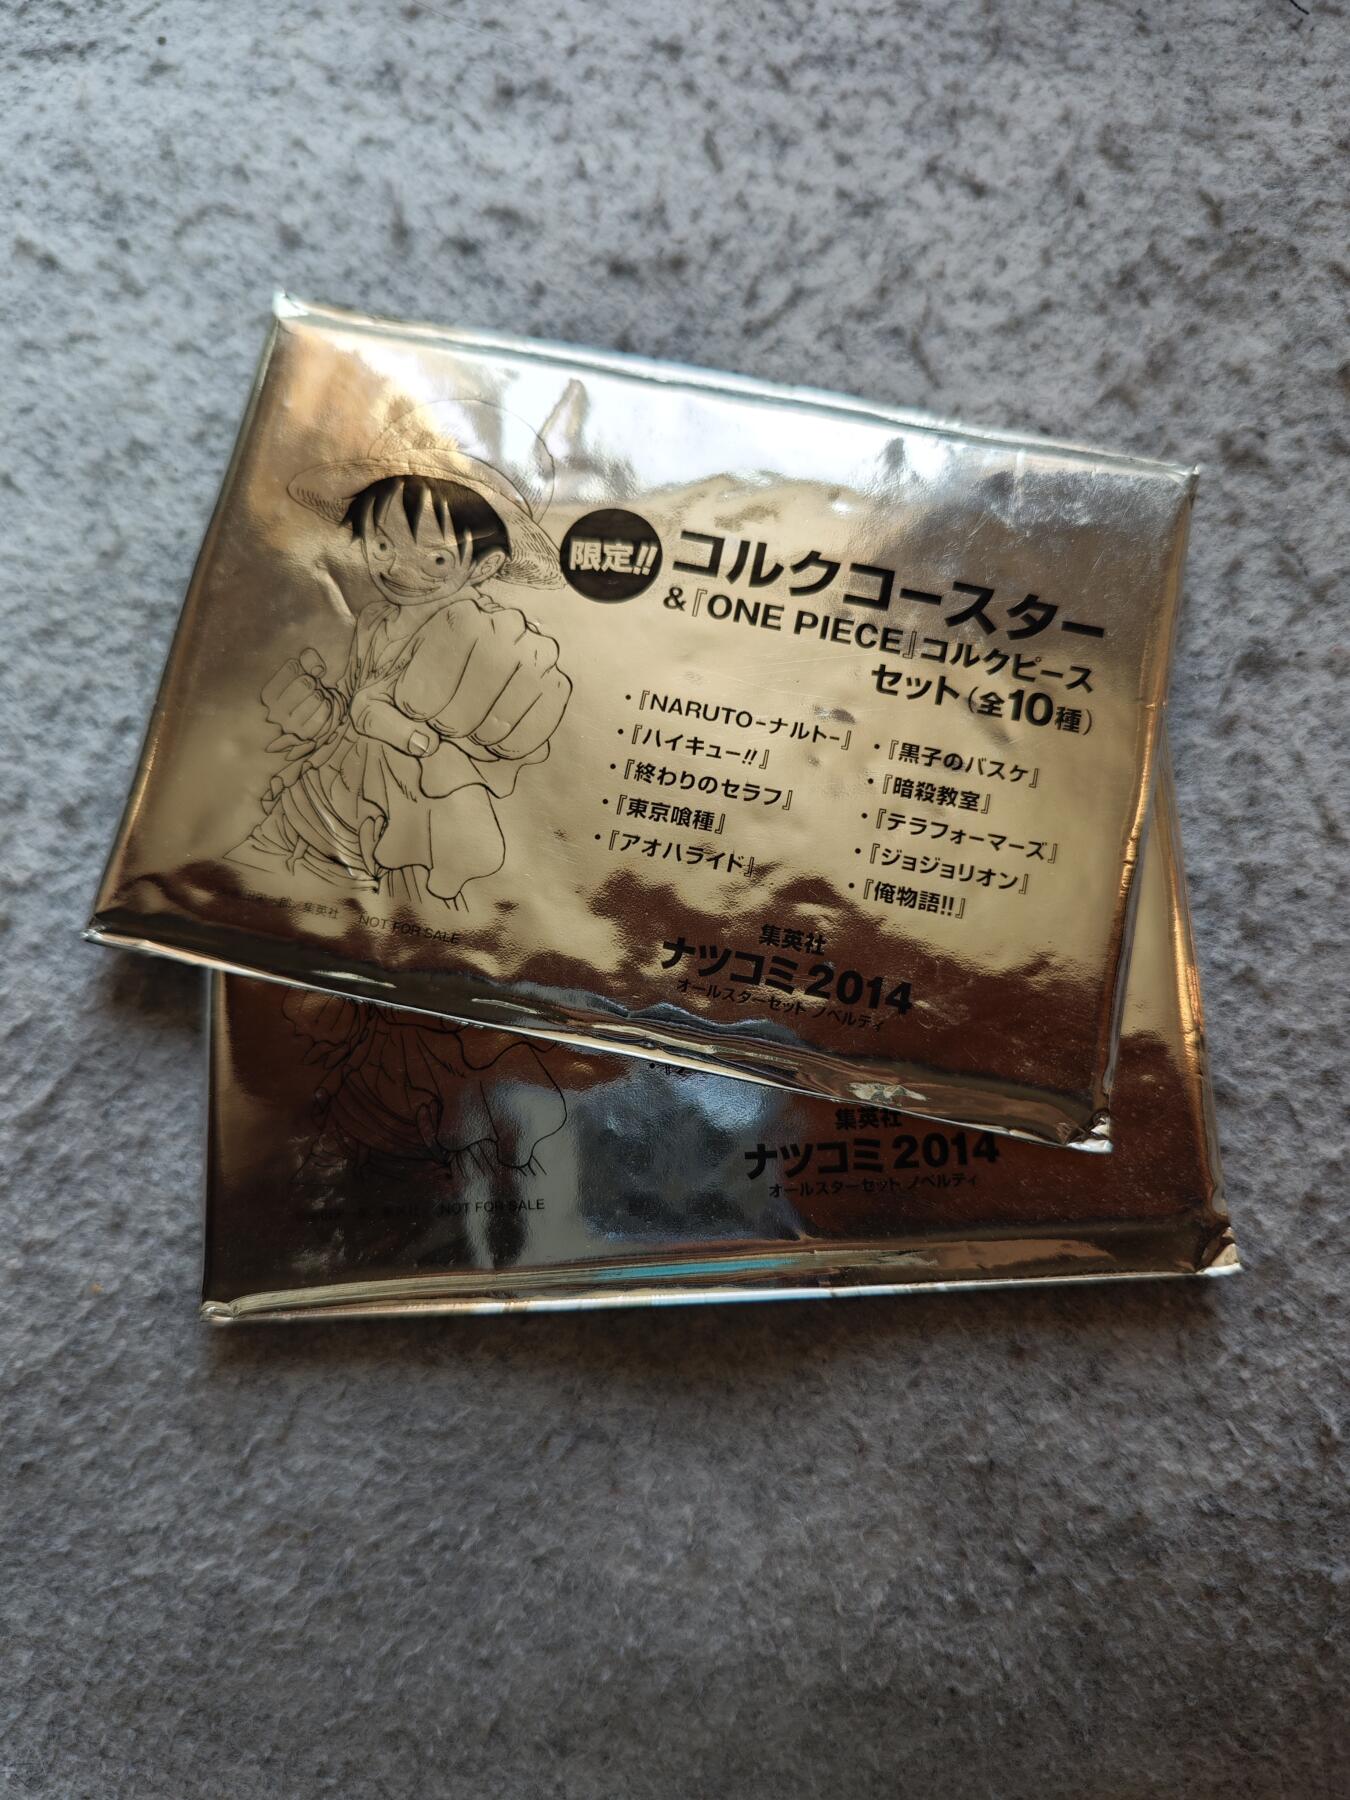 限定!!
コルクコースター
&『ONE PIECE』コルクピース
セット(全10種)
・『NARUTO-ナルト-』
・『ハイキュー!!』
・『終わりのセラフ』
・『東京喰種』
・『アオハライド』
・『黒子のバスケ』
・『暗殺教室』
・『テラフォーマーズ』
・『ジョジョリオン』
・『俺物語!!』
集英社 NOT FOR SALE
集英社
ナツコミ2014
オールスターセット ノベルティ
集英社
ナツコミ2014
オールスターセット ノベルティ
集英社 NOT FOR SALE